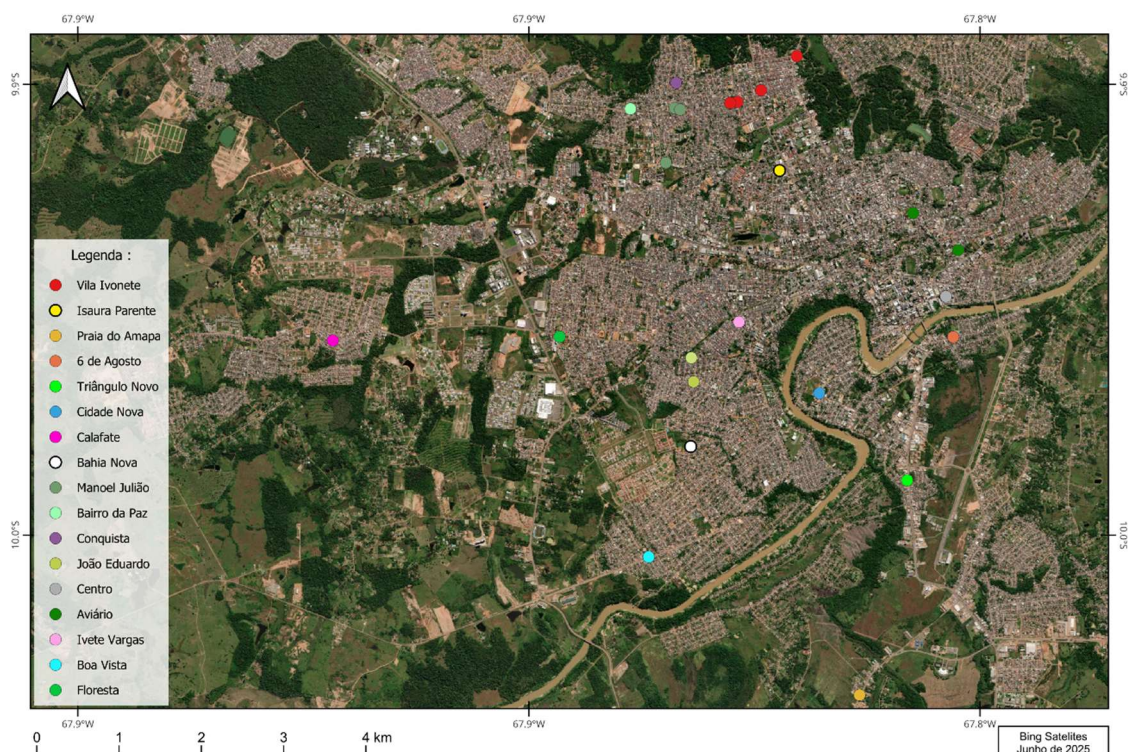 67.9°W 67.9°W 67.8°W
9.9°S 9.9°S
Legenda :
Vila Ivonete
Isaura Parente
Praia do Amapa
6 de Agosto
Triângulo Novo
Cidade Nova
Calafate
Bahia Nova
Manoel Julião
Bairro da Paz
Conquista
João Eduardo
Centro
Aviário
Ivete Vargas
Boa Vista
Floresta
10.0°S 10.0°S
67.9°W 67.9°W 67.8°W
0 1 2 3 4 km
Bing Satelites
Junho de 2025